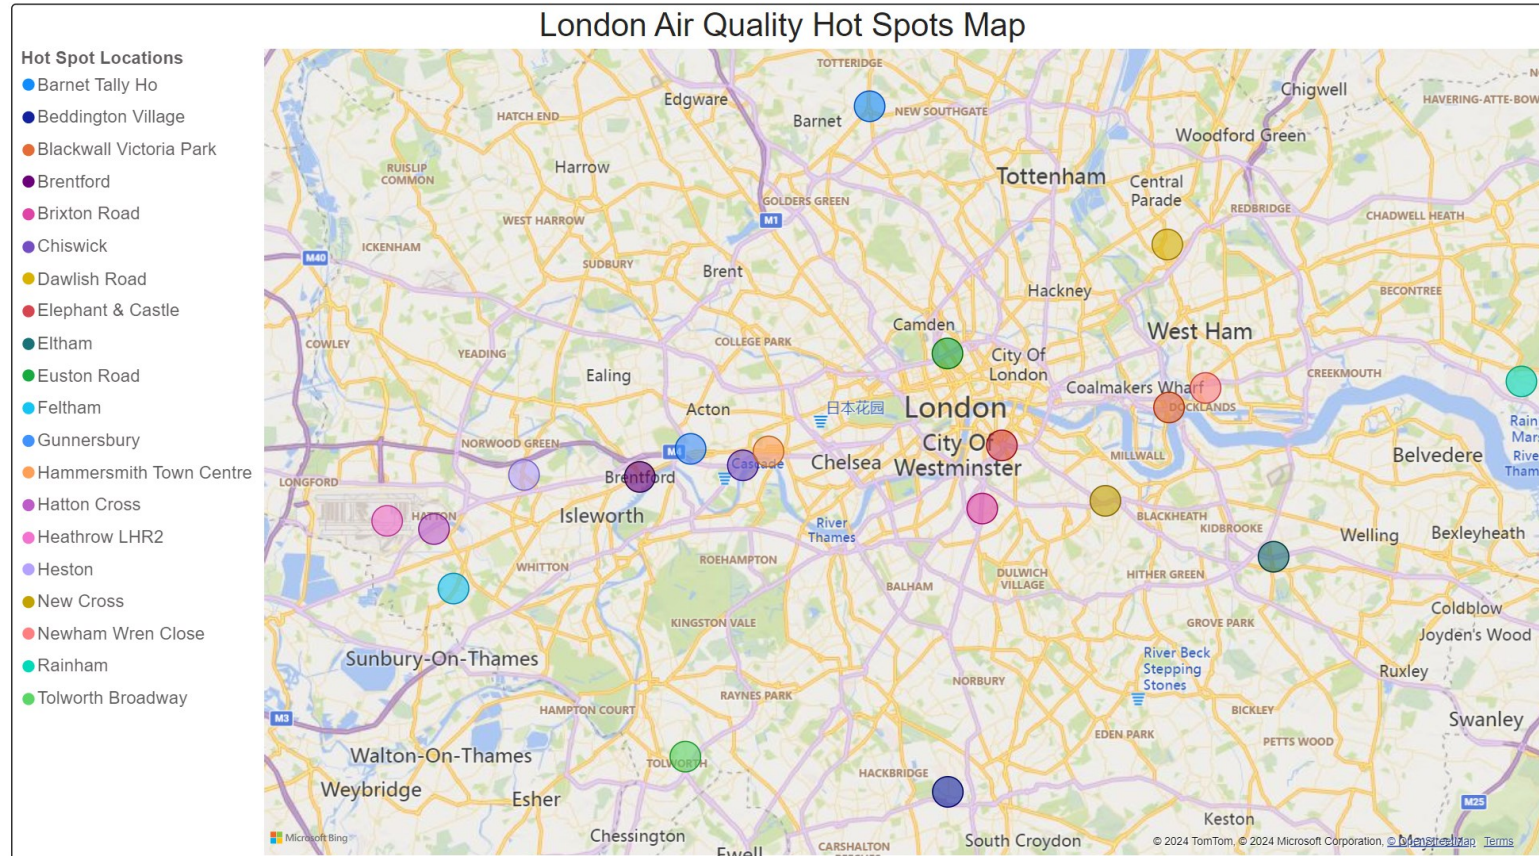 London Air Quality Hot Spots Map
Hot Spot Locations
Barnet Tally Ho
Beddington Village
Blackwall Victoria Park
Brentford
Brixton Road
Chiswick
Dawlish Road
Elephant & Castle
Eltham
Euston Road
Feltham
Gunnersbury
Hammersmith Town Centre
Hatton Cross
Heathrow LHR2
Heston
New Cross
Newham Wren Close
Rainham
Tolworth Broadway
TOTTERIDGE
Edgware
Chigwell
HAVERING-ATTE-BOW
HATCH END
Barnet
NEW SOUTHGATE
Woodford Green
Harrow
RUISLIP
COMMON
Tottenham
Central
Parade
GOLDERS GREEN
REDBRIDGE
CHADWELL HEATH
WEST HARROW
M1
ICKENHAM
M40
SUDBURY
Brent
Hackney
BECONTREE
Camden
West Ham
COWLEY
YEADING
COLLEGE PARK
City Of
London
Ealing
CREEKMOUTH
Coalmakers Wharf
Acton
日本花园
London
DOCKLANDS
NORWOOD GREEN
M4
City Of
Westminster
Chelsea
MILLWALL
Belvedere
Cascade
Brentford
LONGFORD
HATTON
Isleworth
River
Thames
BLACKHEATH
KIDBROOKE
Welling
Bexleyheath
WHITTON
ROEHAMPTON
BALHAM
DULWICH
VILLAGE
HITHER GREEN
Coldblow
KINGSTON VALE
GROVE PARK
Joyden's Wood
Sunbury-On-Thames
River Beck
Stepping
Stones
Ruxley
NORBURY
RAYNES PARK
HAMPTON COURT
BICKLEY
M3
Swanley
EDEN PARK
PETTS WOOD
Walton-On-Thames
TOLWORTH
HACKBRIDGE
Weybridge
Esher
M25
Keston
Microsoft Bing
Chessington
South Croydon
CARSHALTON
© 2024 TomTom, © 2024 Microsoft Corporation, © OpenStreetMap Terms